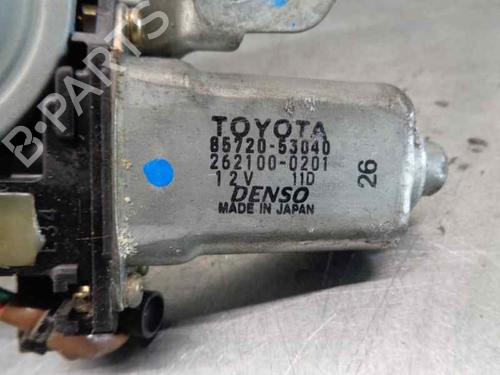 TOYOTA
85720-53040
262100-0201
12V 11D
DENSO
MADE IN JAPAN
26
B-PARTS